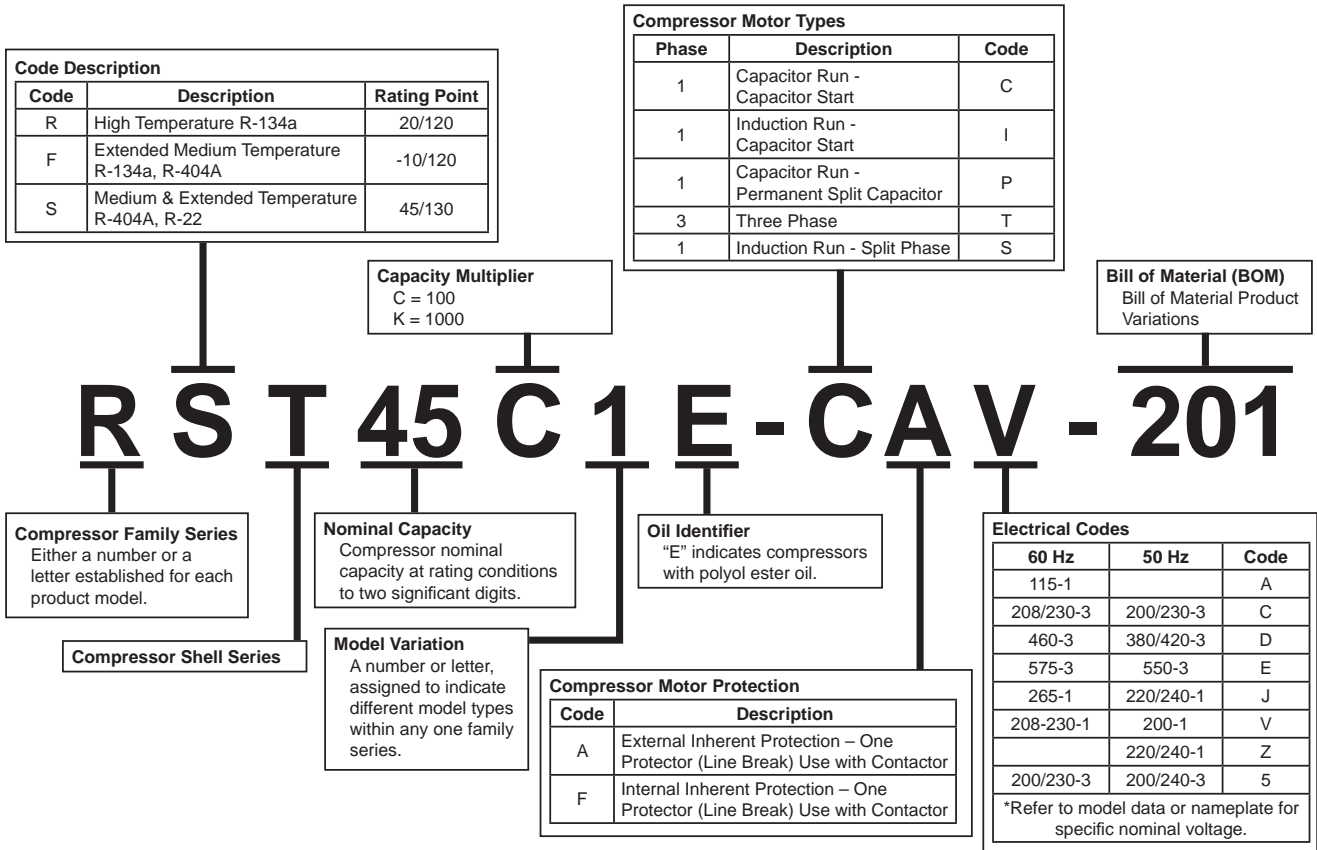 Code Description
Code Description Rating Point
R High Temperature R-134a 20/120
F Extended Medium Temperature R-134a, R-404A -10/120
S Medium & Extended Temperature R-404A, R-22 45/130
Compressor Motor Types
Phase Description Code
1 Capacitor Run - Capacitor Start C
1 Induction Run - Capacitor Start I
1 Capacitor Run - Permanent Split Capacitor P
3 Three Phase T
1 Induction Run - Split Phase S
Capacity Multiplier
C = 100
K = 1000
Bill of Material (BOM)
Bill of Material Product
Variations
R S T 45 C 1 E - C A V - 201
Compressor Family Series
Either a number or a
letter established for each
product model.
Compressor Shell Series
Nominal Capacity
Compressor nominal
capacity at rating conditions
to two significant digits.
Model Variation
A number or letter,
assigned to indicate
different model types
within any one family
series.
Oil Identifier
“E” indicates compressors
with polyol ester oil.
Compressor Motor Protection
Code Description
A External Inherent Protection – One Protector (Line Break) Use with Contactor
F Internal Inherent Protection – One Protector (Line Break) Use with Contactor
Electrical Codes
60 Hz 50 Hz Code
115-1 A
208/230-3 200/230-3 C
460-3 380/420-3 D
575-3 550-3 E
265-1 220/240-1 J
208-230-1 200-1 V
220/240-1 Z
200/230-3 200/240-3 5
*Refer to model data or nameplate for
specific nominal voltage.